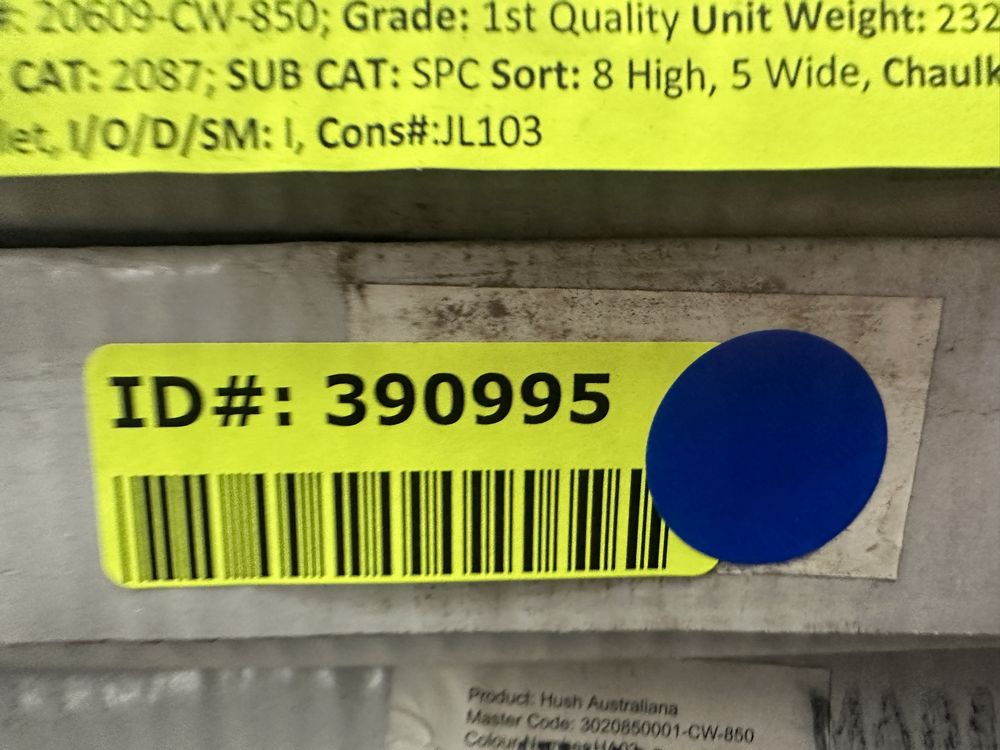 : 20609-CW-850; Grade: 1st Quality Unit Weight: 232
CAT: 2087; SUB CAT: SPC Sort: 8 High, 5 Wide, Chaulk
let, I/O/D/SM: I, Cons#:JL103
ID#: 390995
Product: Hush Australiana
Master Code: 3020850001-CW-850